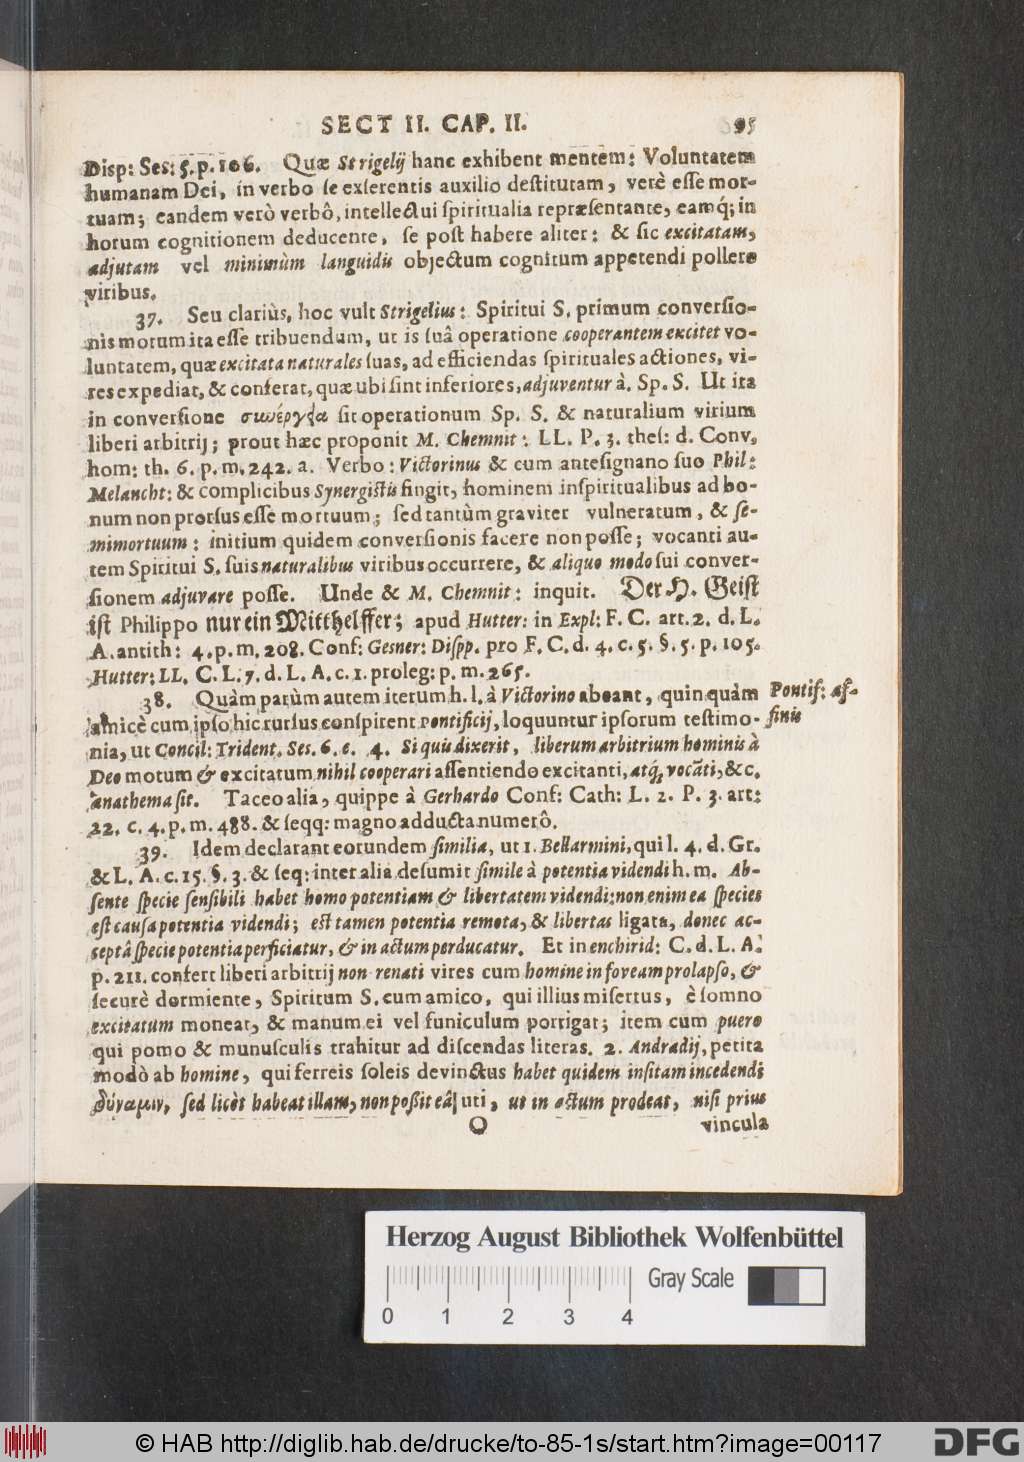 SECT II. CAP. II. 95
Disp: Ses: 5. p. 106. Quæ Strigelij hanc exhibent mentem: Voluntatem
humanam Dei, in verbo ſe exſerentis auxilio deſtitutam, verè eſſe mor-
tuam; eandem verò verbô, intellectui ſpiritualia repræſentante, eamq́; in
horum cognitionem deducente, ſe poſt habere aliter: & ſic excitatam,
adjutam vel minimùm languidis objectum cognitum appetendi pollere
viribus.
37. Seu clariùs, hoc vult Strigelius: Spiritui S. primum converſio-
nis motum ita eſſe tribuendum, ut is ſuâ operatione cooperantem excitet vo-
luntatem, quæ excitata naturales ſuas, ad efficiendas ſpirituales actiones, vi-
res expediat, & conferat, quæ ubi ſint inferiores, adjuventur à. Sp. S. Ut ita
in converſione συνέργεια ſit operationum Sp. S. & naturalium virium
liberi arbitrij; prout hæc proponit M. Chemnit: LL. P. 3. theſ: d. Conv.
hom: th. 6. p. m. 242. a. Verbo: Victorinus & cum anteſignano ſuo Phil:
Melancht: & complicibus Synergiſtis fingit, hominem inſpiritualibus ad bo-
num non prorſus eſſe mortuum; ſed tantùm graviter vulneratum, & ſe-
mimortuum: initium quidem converſionis facere non poſſe; vocanti au-
tem Spiritui S. ſuis naturalibus viribus occurrere, & aliquo modo ſui conver-
ſionem adjuvare poſſe. Unde & M. Chemnit: inquit. Der H. Geiſt
iſt Philippo nur ein Mitthelffer; apud Hutter: in Expl: F. C. art. 2. d. L.
A. antith: 4. p. m. 208. Conf: Geſner: Diſpp. pro F. C. d. 4. c. 5. §. 5. p. 105.
Hutter: LL. C. L. 7. d. L. A. c. 1. proleg: p. m. 265.
38. Quàm parùm autem iterum h. l. à Victorino abeant, quin quàm
amicè cum ipſo hic rurſus conſpirent pontificij, loquuntur ipſorum teſtimo-
nia, ut Concil: Trident. Ses. 6. c. 4. Si quis dixerit, liberum arbitrium hominis à
Deo motum & excitatum nihil cooperari aſſentiendo excitanti, atq́; vocāti, &c.
anathema ſit. Taceo alia, quippe à Gerhardo Conf: Cath: L. 2. P. 3. art:
22. c. 4. p. m. 488. & ſeqq: magno adducta numerô.
Pontif: af-
finis
39. Idem declarant eorundem ſimilia, ut 1. Bellarmini, qui l. 4. d. Gr.
& L. A. c. 15. §. 3. & ſeq: inter alia deſumit ſimile à potentia videndi h. m. Ab-
ſente ſpecie ſenſibili habet homo potentiam & libertatem videndi; non enim ea ſpecies
eſt cauſa potentia videndi; eſt tamen potentia remota, & libertas ligata, donec ac-
ceptâ ſpecie potentia perficiatur, & in actum perducatur. Et in enchirid: C. d. L. A.
p. 211. confert liberi arbitrij non renati vires cum homine in foveam prolapſo, &
ſecurè dormiente, Spiritum S. cum amico, qui illius miſertus, è ſomno
excitatum moneat, & manum ei vel funiculum porrigat; item cum puero
qui pomo & munuſculis trahitur ad diſcendas literas. 2. Andradij, petita
modò ab homine, qui ferreis ſoleis devinctus habet quidem inſitam incedendi
δύναμιν, ſed licèt habeat illam, non poßit eâ uti, ut in actum prodeat, niſi prius
O vincula
Herzog August Bibliothek Wolfenbüttel
Gray Scale
0 1 2 3 4
© HAB http://diglib.hab.de/drucke/to-85-1s/start.htm?image=00117 DFG